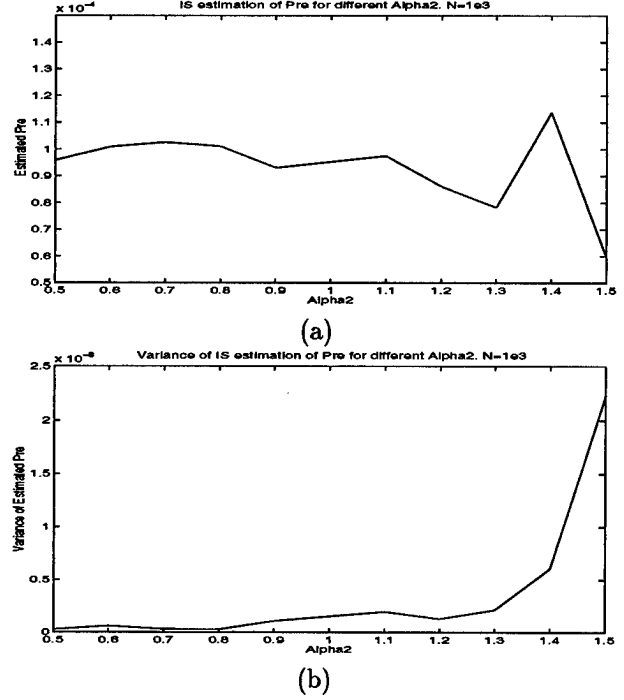 IS estimation of Pre for different Alpha2. N=1e3
x 10⁻⁴
1.4
1.3
1.2
1.1
1
0.9
0.8
0.7
0.6
0.5
Estimated Pre
0.5 0.6 0.7 0.8 0.9 1 1.1 1.2 1.3 1.4 1.5
Alpha2
(a)
Variance of IS estimation of Pre for different Alpha2. N=1e3
2.5
2
1.5
1
0.5
0
Variance of Estimated Pre
0.5 0.6 0.7 0.8 0.9 1 1.1 1.2 1.3 1.4 1.5
Alpha2
(b)